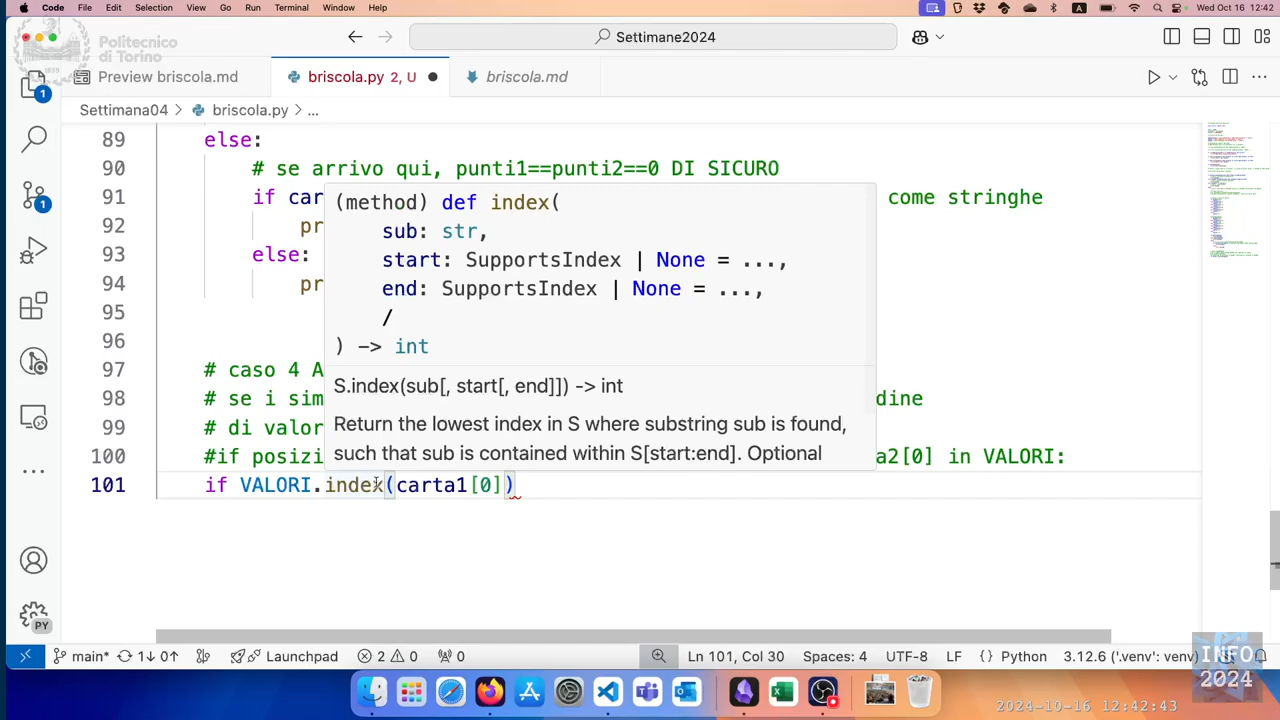 Code File Edit Selection View Go Run Terminal Window Help Wed Oct 16 12:42
Politecnico
di Torino
Settimane2024
Preview briscola.md briscola.py 2, U briscola.md
Settimana04 > briscola.py > ...
89 else:
90 # se arrivo qui, punti1==punti2==0 DI SICURO
91 if car come stringhe
92 pr
93 else:
94 pr
95
96
97 # caso 4 A
98 # se i sim dine
99 # di valor
100 #if posizi a2[0] in VALORI:
101 if VALORI.index(carta1[0])
(method) def index(
sub: str,
start: SupportsIndex | None = ...,
end: SupportsIndex | None = ...,
/
) -> int
S.index(sub[, start[, end]]) -> int
Return the lowest index in S where substring sub is found,
such that sub is contained within S[start:end]. Optional
1
1
PY
main* 1↓ 0↑ Launchpad 2 0 0 Ln 101, Col 30 Spaces: 4 UTF-8 LF {} Python 3.12.6 ('.venv': venv)
INFO
2024
2024-10-16 12:42:43